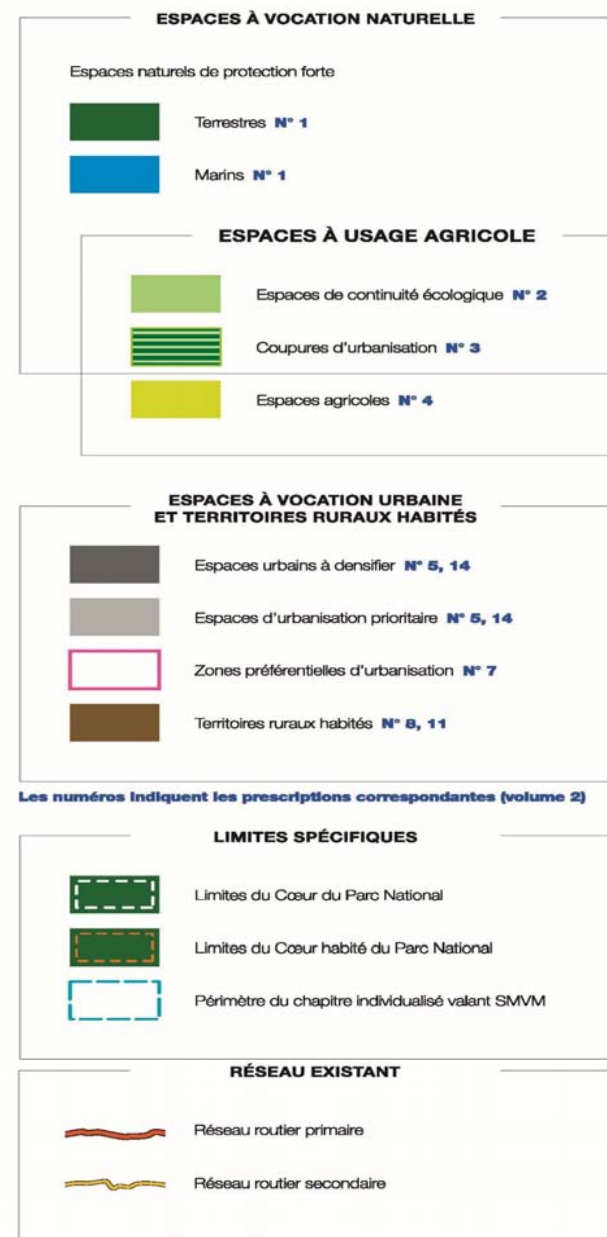 ESPACES À VOCATION NATURELLE
Espaces naturels de protection forte
Terrestres N° 1
Marins N° 1
ESPACES À USAGE AGRICOLE
Espaces de continuité écologique N° 2
Coupures d'urbanisation N° 3
Espaces agricoles N° 4
ESPACES À VOCATION URBAINE
ET TERRITOIRES RURAUX HABITÉS
Espaces urbains à densifier N° 5, 14
Espaces d'urbanisation prioritaire N° 5, 14
Zones préférentielles d'urbanisation N° 7
Territoires ruraux habités N° 8, 11
Les numéros indiquent les prescriptions correspondantes (volume 2)
LIMITES SPÉCIFIQUES
Limites du Cœur du Parc National
Limites du Cœur habité du Parc National
Périmètre du chapitre individualisé valant SMVM
RÉSEAU EXISTANT
Réseau routier primaire
Réseau routier secondaire